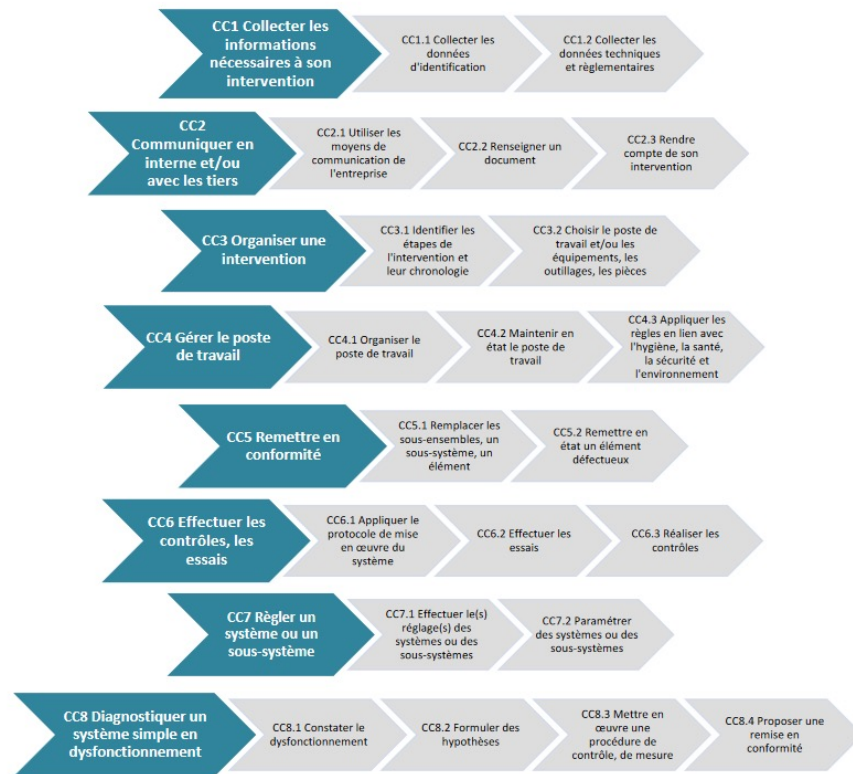 CC1 Collecter les
informations
nécessaires à son
intervention
CC1.1 Collecter les
données
d'identification
CC1.2 Collecter les
données techniques
et règlementaires
CC2
Communiquer en
interne et/ou
avec les tiers
CC2.1 Utiliser les
moyens de
communication de
l'entreprise
CC2.2 Renseigner un
document
CC2.3 Rendre
compte de son
intervention
CC3 Organiser une
intervention
CC3.1 Identifier les
étapes de
l'intervention et
leur chronologie
CC3.2 Choisir le poste de
travail et/ou les
équipements, les
outillages, les pièces
CC4 Gérer le poste
de travail
CC4.1 Organiser le
poste de travail
CC4.2 Maintenir en
état le poste de
travail
CC4.3 Appliquer les
règles en lien avec
l'hygiène, la santé,
la sécurité et
l'environnement
CC5 Remettre en
conformité
CC5.1 Remplacer les
sous-ensembles, un
sous-système, un
élément
CC5.2 Remettre en
état un élément
défectueux
CC6 Effectuer les
contrôles, les
essais
CC6.1 Appliquer le
protocole de mise
en œuvre du
système
CC6.2 Effectuer les
essais
CC6.3 Réaliser les
contrôles
CC7 Règler un
système ou un
sous-système
CC7.1 Effectuer le(s)
réglage(s) des
systèmes ou des
sous-systèmes
CC7.2 Paramétrer
des systèmes ou des
sous-systèmes
CC8 Diagnostiquer un
système simple en
dysfonctionnement
CC8.1 Constater le
dysfonctionnement
CC8.2 Formuler des
hypothèses
CC8.3 Mettre en
œuvre une
procédure de
contrôle, de mesure
CC8.4 Proposer une
remise en
conformité